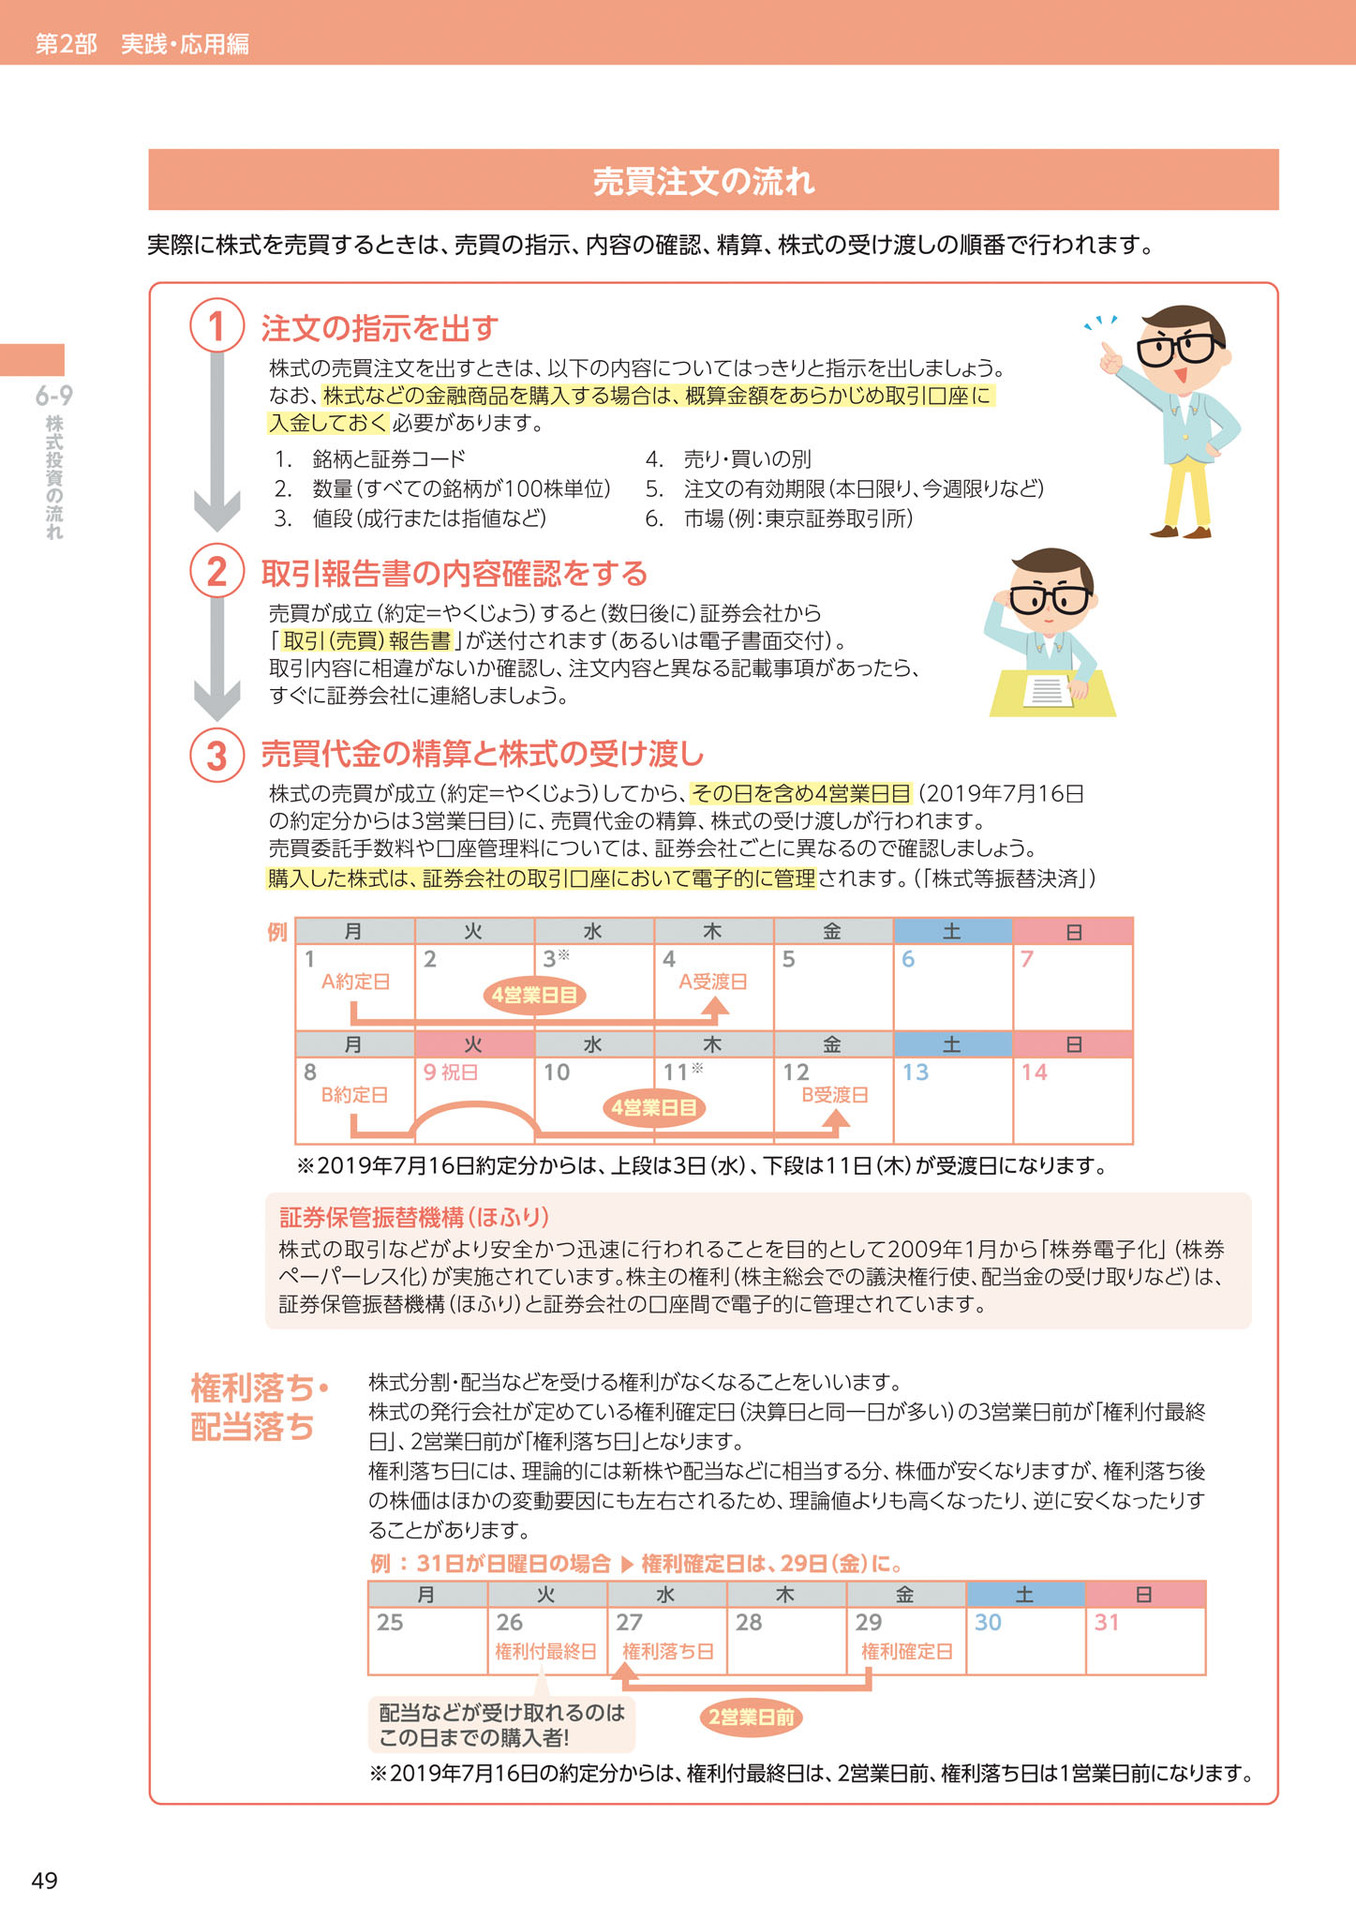 第2部　実践・応用編
売買注文の流れ
実際に株式を売買するときは、売買の指示、内容の確認、精算、株式の受け渡しの順番で行われます。
6-9
株式投資の流れ
1 注文の指示を出す
株式の売買注文を出すときは、以下の内容についてはっきりと指示を出しましょう。
なお、株式などの金融商品を購入する場合は、概算金額をあらかじめ取引口座に
入金しておく必要があります。
1.　銘柄と証券コード
2.　数量(すべての銘柄が100株単位)
3.　値段(成行または指値など)
4.　売り・買いの別
5.　注文の有効期限(本日限り、今週限りなど)
6.　市場(例:東京証券取引所)
2 取引報告書の内容確認をする
売買が成立(約定=やくじょう)すると(数日後に)証券会社から
「取引(売買)報告書」が送付されます(あるいは電子書面交付)。
取引内容に相違がないか確認し、注文内容と異なる記載事項があったら、
すぐに証券会社に連絡しましょう。
3 売買代金の精算と株式の受け渡し
株式の売買が成立(約定=やくじょう)してから、その日を含め4営業日目(2019年7月16日
の約定分からは3営業日目)に、売買代金の精算、株式の受け渡しが行われます。
売買委託手数料や口座管理料については、証券会社ごとに異なるので確認しましょう。
購入した株式は、証券会社の取引口座において電子的に管理されます。(「株式等振替決済」)
例 月 火 水 木 金 土 日
1 2 3※ 4 5 6 7
A約定日 4営業日目 A受渡日
月 火 水 木 金 土 日
8 9 祝日 10 11※ 12 13 14
B約定日 4営業日目 B受渡日
※2019年7月16日約定分からは、上段は3日(水)、下段は11日(木)が受渡日になります。
証券保管振替機構(ほふり)
株式の取引などがより安全かつ迅速に行われることを目的として2009年1月から「株券電子化」(株券
ペーパーレス化)が実施されています。株主の権利(株主総会での議決権行使、配当金の受け取りなど)は、
証券保管振替機構(ほふり)と証券会社の口座間で電子的に管理されています。
権利落ち・
配当落ち
株式分割・配当などを受ける権利がなくなることをいいます。
株式の発行会社が定めている権利確定日(決算日と同一日が多い)の3営業日前が「権利付最終
日」、2営業日前が「権利落ち日」となります。
権利落ち日には、理論的には新株や配当などに相当する分、株価が安くなりますが、権利落ち後
の株価はほかの変動要因にも左右されるため、理論値よりも高くなったり、逆に安くなったりす
ることがあります。
例：31日が日曜日の場合▶権利確定日は、29日(金)に。
月 火 水 木 金 土 日
25 26 27 28 29 30 31
権利付最終日 権利落ち日 権利確定日
配当などが受け取れるのは
この日までの購入者!
2営業日前
※2019年7月16日の約定分からは、権利付最終日は、2営業日前、権利落ち日は1営業日前になります。
49